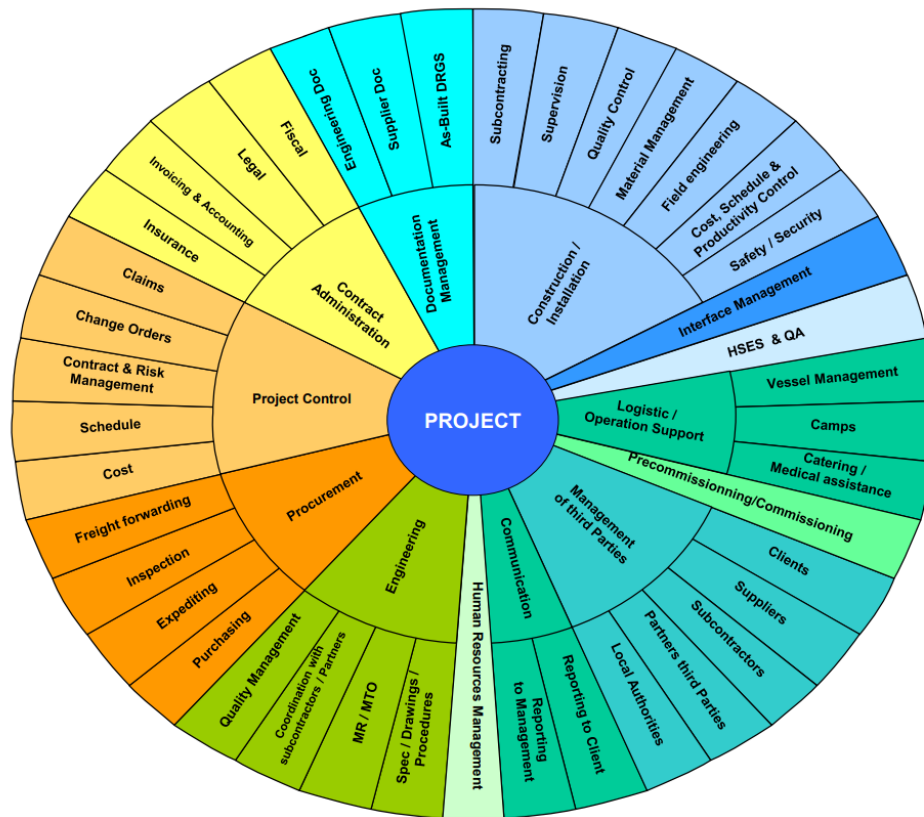 PROJECT
Documentation
Management
Engineering Doc
Supplier Doc
As-Built DRGS
Construction /
Installation
Subcontracting
Supervision
Quality Control
Material Management
Field engineering
Cost, Schedule &
Productivity Control
Safety / Security
Interface Management
HSES & QA
Logistic /
Operation Support
Vessel Management
Camps
Catering /
Medical assistance
Precommissionning/Commissioning
Management
of third Parties
Clients
Suppliers
Subcontractors
Partners third Parties
Local Authorities
Communication
Reporting to Client
Reporting
to Management
Human Resources Management
Engineering
Spec / Drawings /
Procedures
MR / MTO
Coordination with
subcontractors / Partners
Quality Management
Procurement
Purchasing
Expediting
Inspection
Freight forwarding
Project Control
Cost
Schedule
Contract & Risk
Management
Change Orders
Claims
Contract
Administration
Insurance
Invoicing & Accounting
Legal
Fiscal